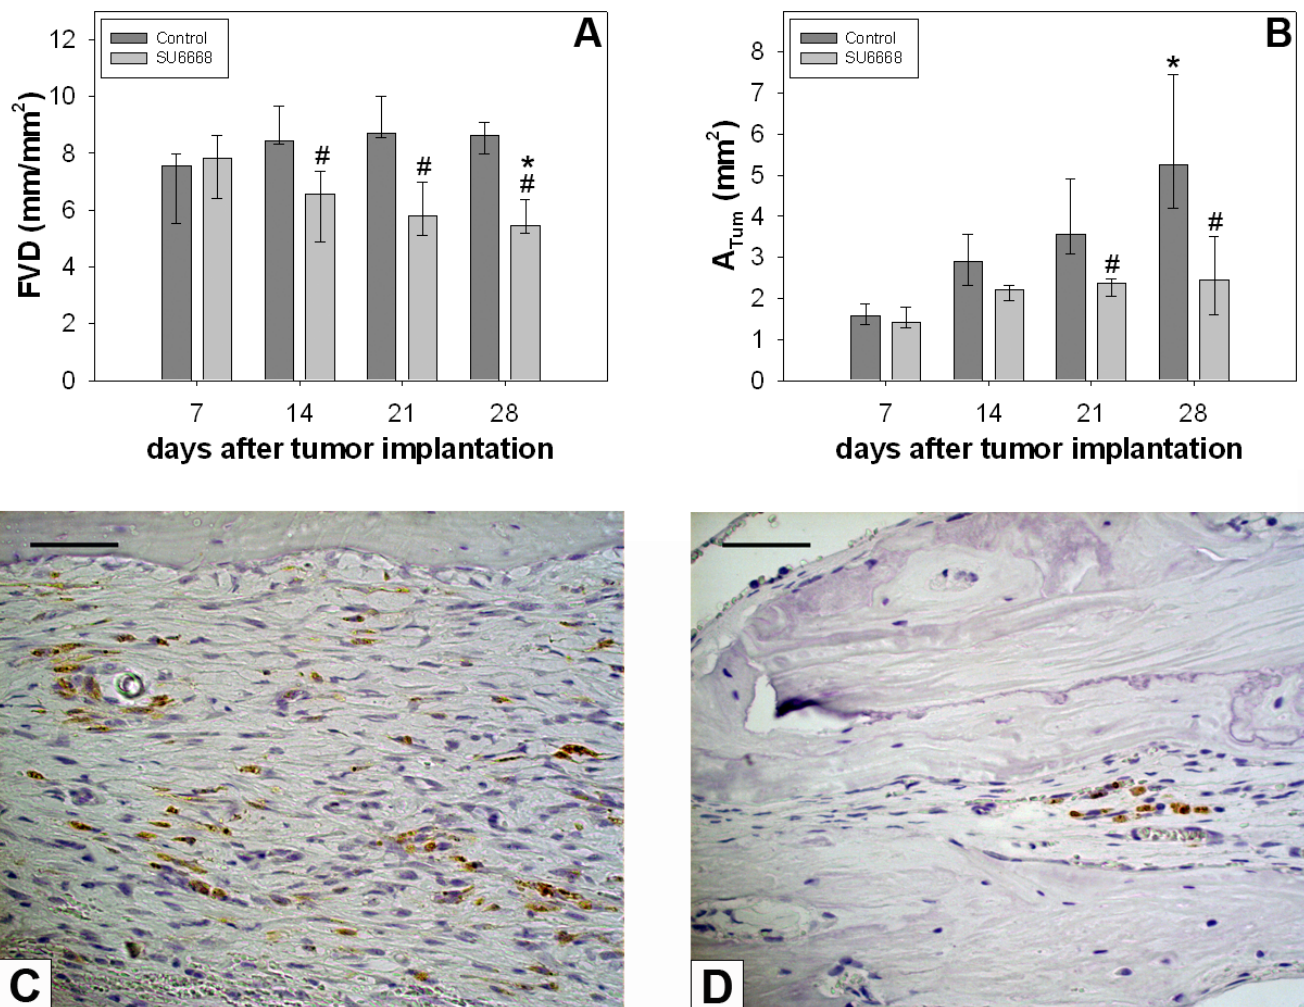 A
Control
SU6668
FVD (mm/mm²)
12
10
8
6
4
2
0
#
#
*
#
7 14 21 28
days after tumor implantation
B
Control
SU6668
A_Tum (mm²)
8
7
6
5
4
3
2
1
0
*
#
#
7 14 21 28
days after tumor implantation
C
D